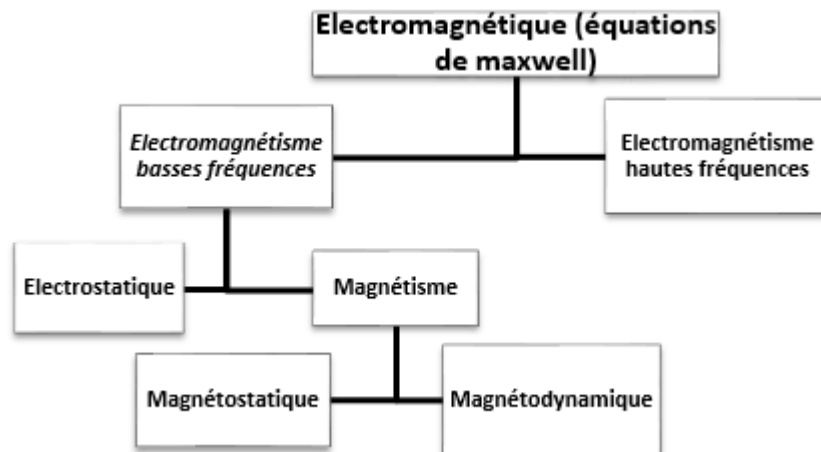 Electromagnétique (équations
de maxwell)
Electromagnétisme
basses fréquences
Electromagnétisme
hautes fréquences
Electrostatique
Magnétisme
Magnétostatique
Magnétodynamique